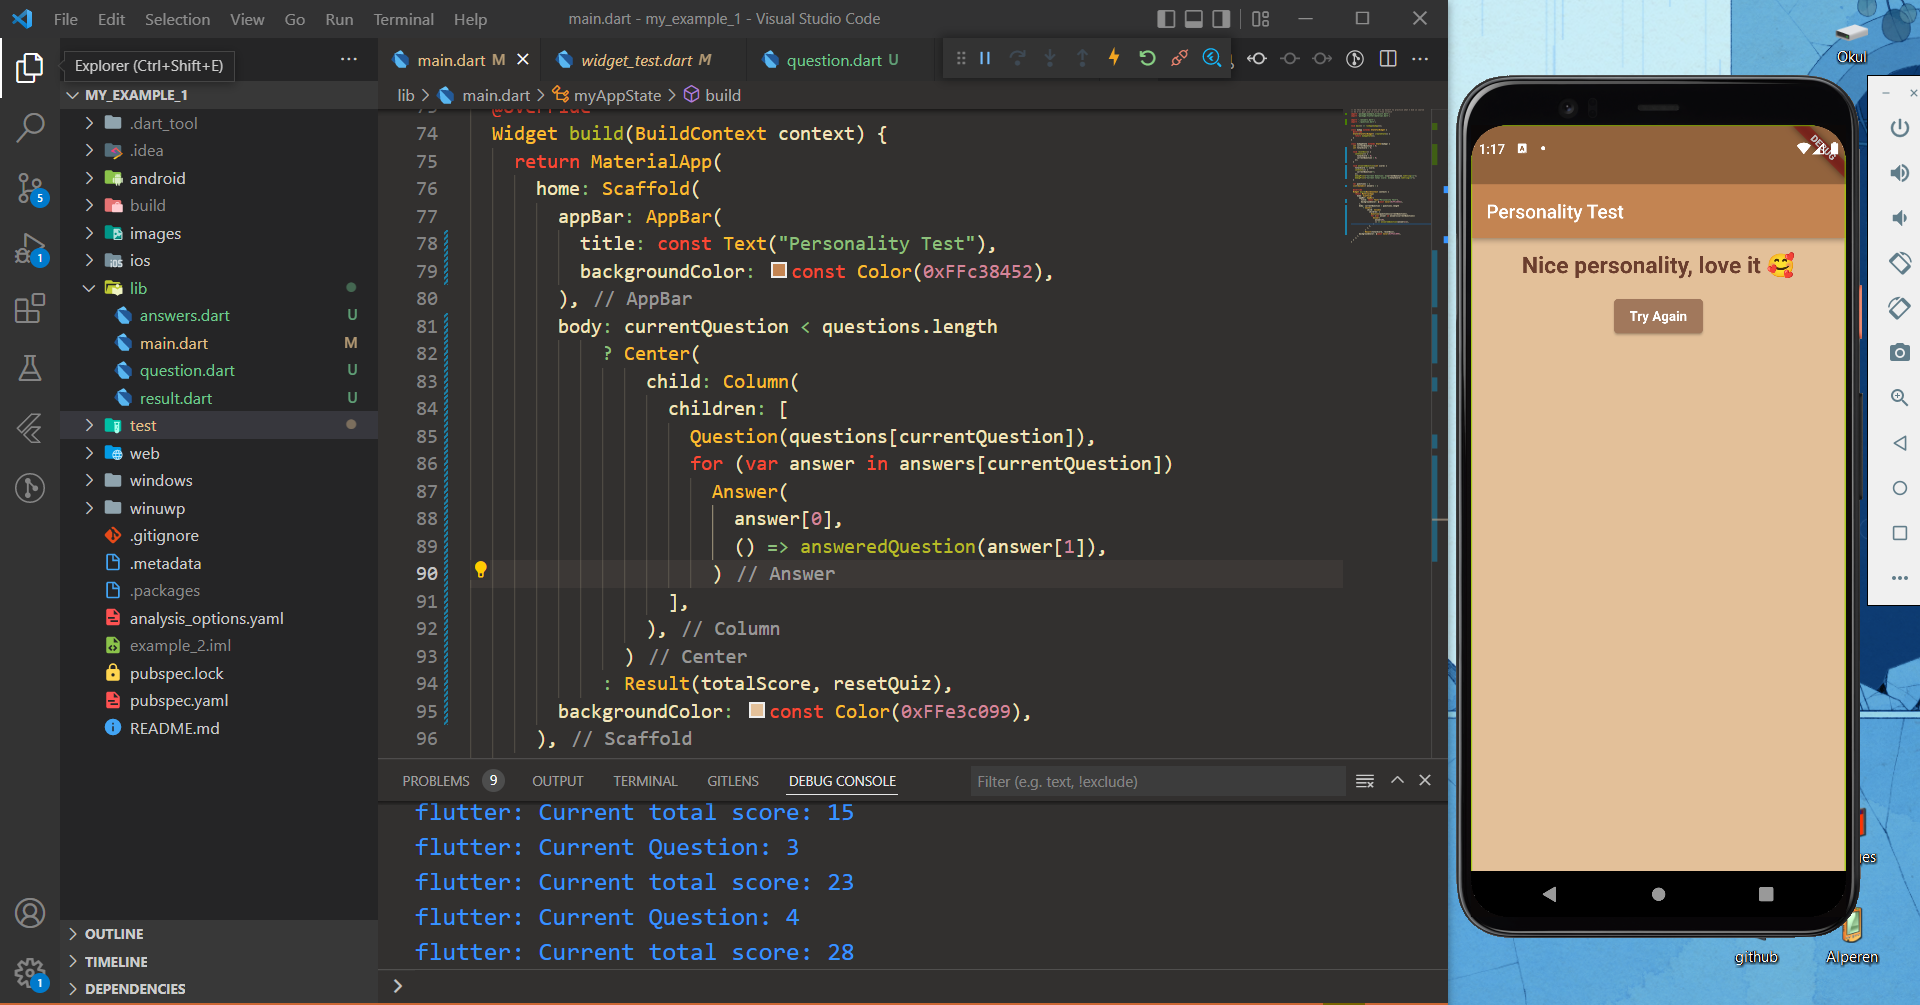 File Edit Selection View Go Run Terminal Help
main.dart - my_example_1 - Visual Studio Code
Explorer (Ctrl+Shift+E)
MY_EXAMPLE_1
.dart_tool
.idea
android
build
images
ios
lib
answers.dart U
main.dart M
question.dart U
result.dart U
test
web
windows
winuwp
.gitignore
.metadata
.packages
analysis_options.yaml
example_2.iml
pubspec.lock
pubspec.yaml
README.md
OUTLINE
TIMELINE
DEPENDENCIES
5
1
1
main.dart M
widget_test.dart M
question.dart U
lib > main.dart > myAppState > build
73 @override
74 Widget build(BuildContext context) {
75 return MaterialApp(
76 home: Scaffold(
77 appBar: AppBar(
78 title: const Text("Personality Test"),
79 backgroundColor: const Color(0xFFc38452),
80 ), // AppBar
81 body: currentQuestion < questions.length
82 ? Center(
83 child: Column(
84 children: [
85 Question(questions[currentQuestion]),
86 for (var answer in answers[currentQuestion])
87 Answer(
88 answer[0],
89 () => answeredQuestion(answer[1]),
90 ) // Answer
91 ],
92 ), // Column
93 ) // Center
94 : Result(totalScore, resetQuiz),
95 backgroundColor: const Color(0xFFe3c099),
96 ), // Scaffold
PROBLEMS 9 OUTPUT TERMINAL GITLENS DEBUG CONSOLE
Filter (e.g. text, !exclude)
flutter: Current total score: 15
flutter: Current Question: 3
flutter: Current total score: 23
flutter: Current Question: 4
flutter: Current total score: 28
1:17
DEBUG
Personality Test
Nice personality, love it 🥰
Try Again
Okul
github
Alperen